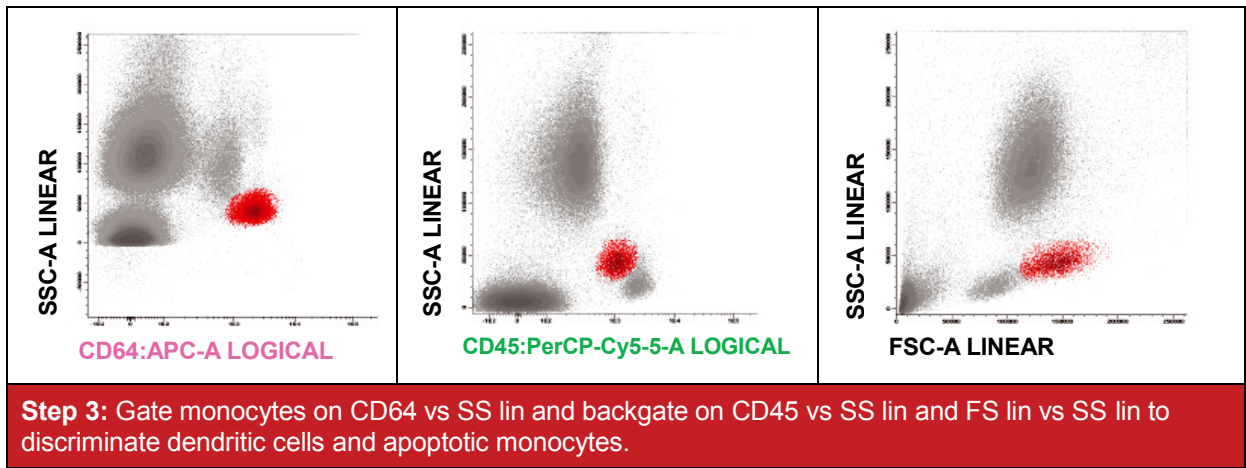 SSC-A LINEAR
CD64:APC-A LOGICAL
SSC-A LINEAR
CD45:PerCP-Cy5-5-A LOGICAL
SSC-A LINEAR
FSC-A LINEAR
Step 3: Gate monocytes on CD64 vs SS lin and backgate on CD45 vs SS lin and FS lin vs SS lin to
discriminate dendritic cells and apoptotic monocytes.